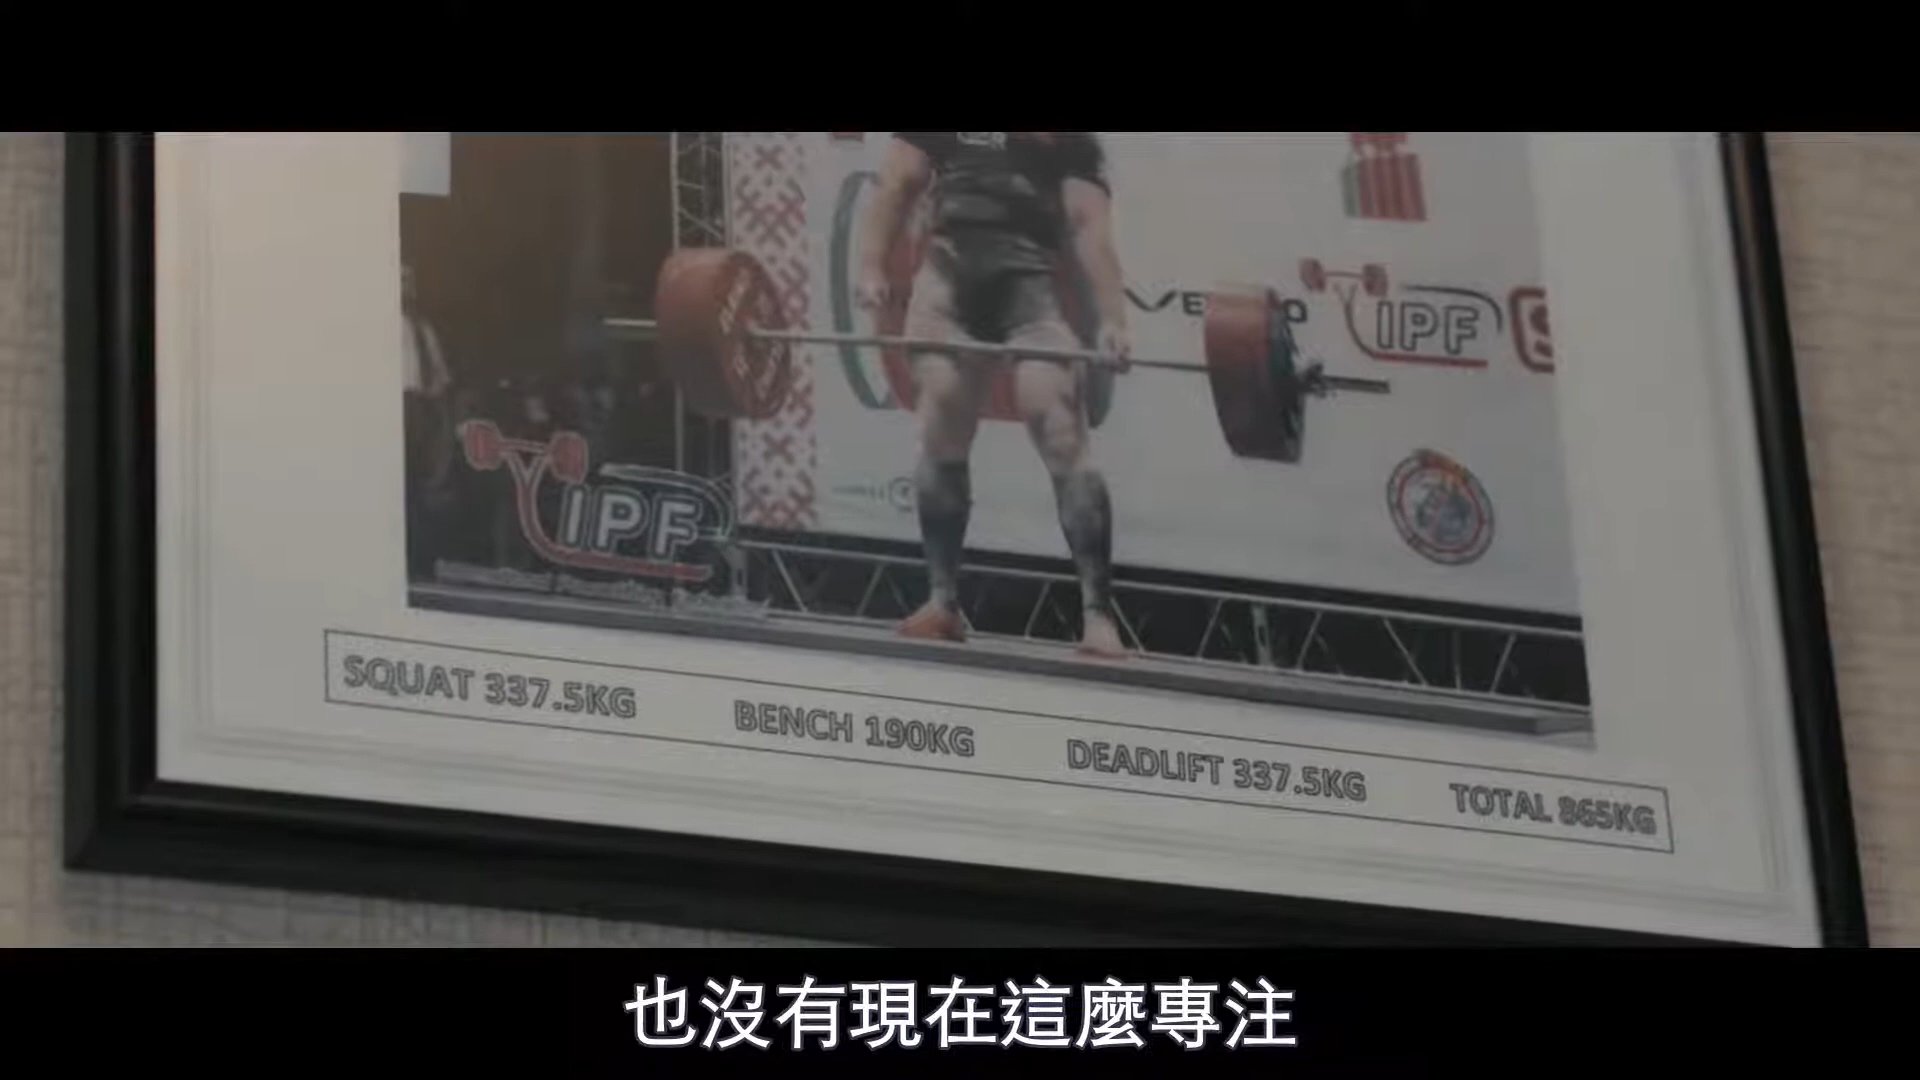 IPF
IPF
SQUAT 337.5KG
BENCH 190KG
DEADLIFT 337.5KG
TOTAL 865KG
也沒有現在這麼專注